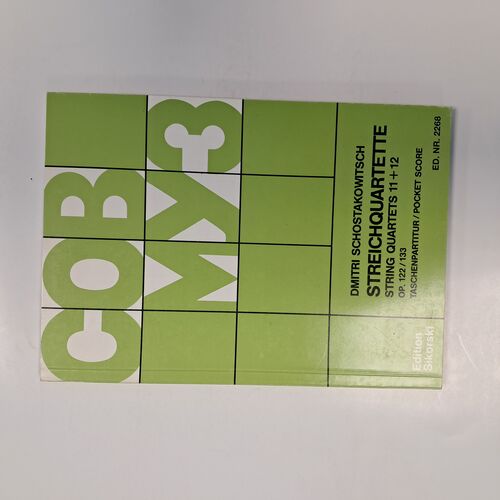 СОВ
МУЗ
DMITRI SCHOSTAKOWITSCH
STREICHQUARTETTE
STRING QUARTETS 11 + 12
OP. 122 / 133
TASCHENPARTITUR / POCKET SCORE
ED. NR. 2268
Edition
Sikorski